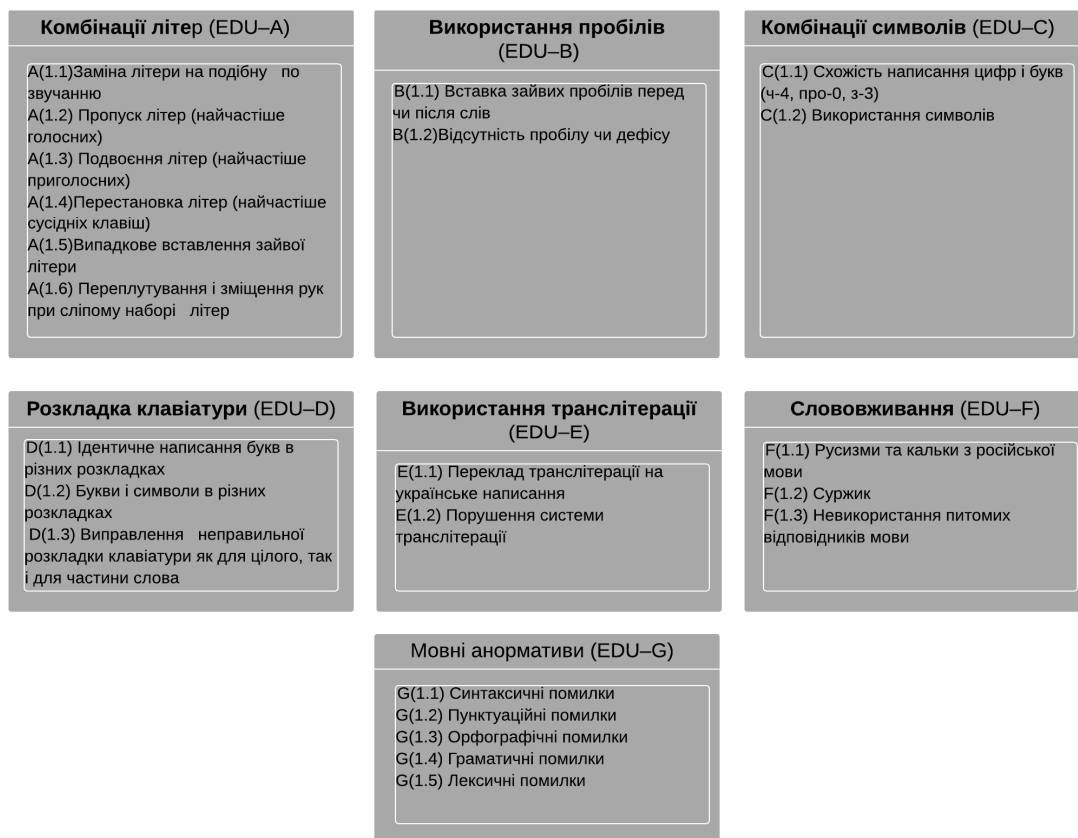 Комбінації літер (EDU–A)
A(1.1)Заміна літери на подібну по
звучанню
A(1.2) Пропуск літер (найчастіше
голосних)
A(1.3) Подвоєння літер (найчастіше
приголосних)
A(1.4)Перестановка літер (найчастіше
сусідніх клавіш)
A(1.5)Випадкове вставлення зайвої
літери
A(1.6) Переплутування і зміщення рук
при сліпому наборі літер
Використання пробілів
(EDU–B)
B(1.1) Вставка зайвих пробілів перед
чи після слів
B(1.2)Відсутність пробілу чи дефісу
Комбінації символів (EDU–C)
C(1.1) Схожість написання цифр і букв
(ч-4, про-0, з-3)
C(1.2) Використання символів
Розкладка клавіатури (EDU–D)
D(1.1) Ідентичне написання букв в
різних розкладках
D(1.2) Букви і символи в різних
розкладках
D(1.3) Виправлення неправильної
розкладки клавіатури як для цілого, так
і для частини слова
Використання транслітерації
(EDU–E)
E(1.1) Переклад транслітерації на
українське написання
E(1.2) Порушення системи
транслітерації
Слововживання (EDU–F)
F(1.1) Русизми та кальки з російської
мови
F(1.2) Суржик
F(1.3) Невикористання питомих
відповідників мови
Мовні анормативи (EDU–G)
G(1.1) Синтаксичні помилки
G(1.2) Пунктуаційні помилки
G(1.3) Орфографічні помилки
G(1.4) Граматичні помилки
G(1.5) Лексичні помилки